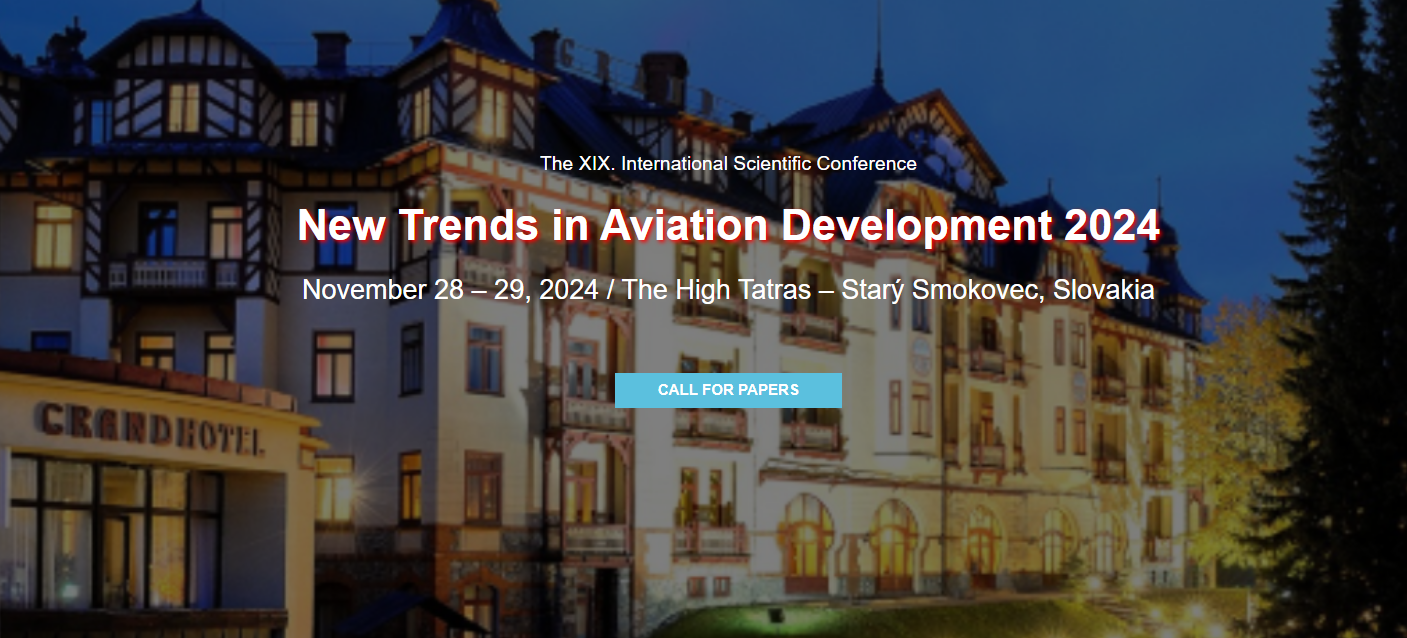 The XIX. International Scientific Conference
New Trends in Aviation Development 2024
November 28 – 29, 2024 / The High Tatras – Starý Smokovec, Slovakia
CALL FOR PAPERS
GRANDHOTEL